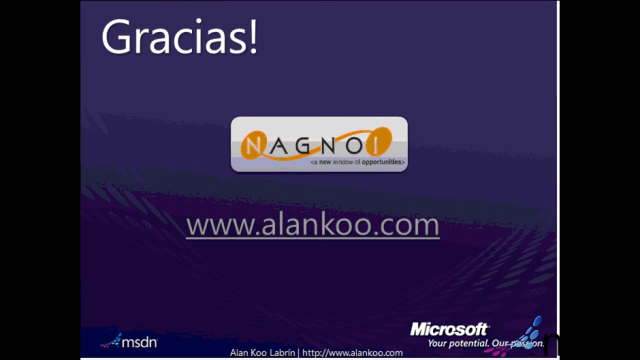 Gracias!
NAGNOI
<a now window of opportunities>
www.alankoo.com
msdn
Microsoft
Your potential. Our passion.
Alan Koo Labrín | http://www.alankoo.com